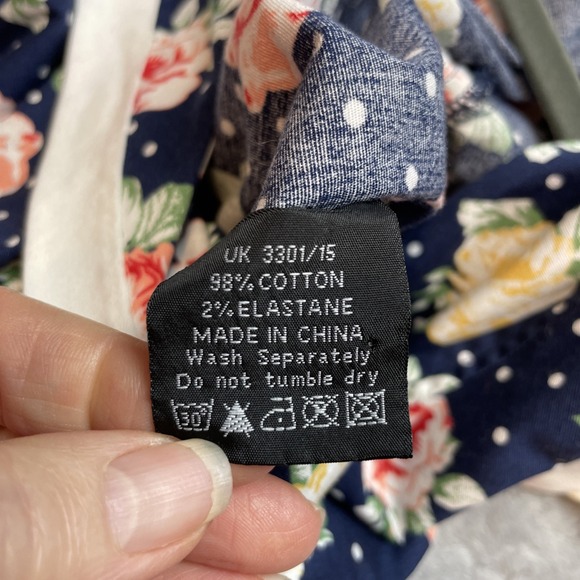 UK 3301/15
98% COTTON
2% ELASTANE
MADE IN CHINA
Wash Separately
Do not tumble dry
30°